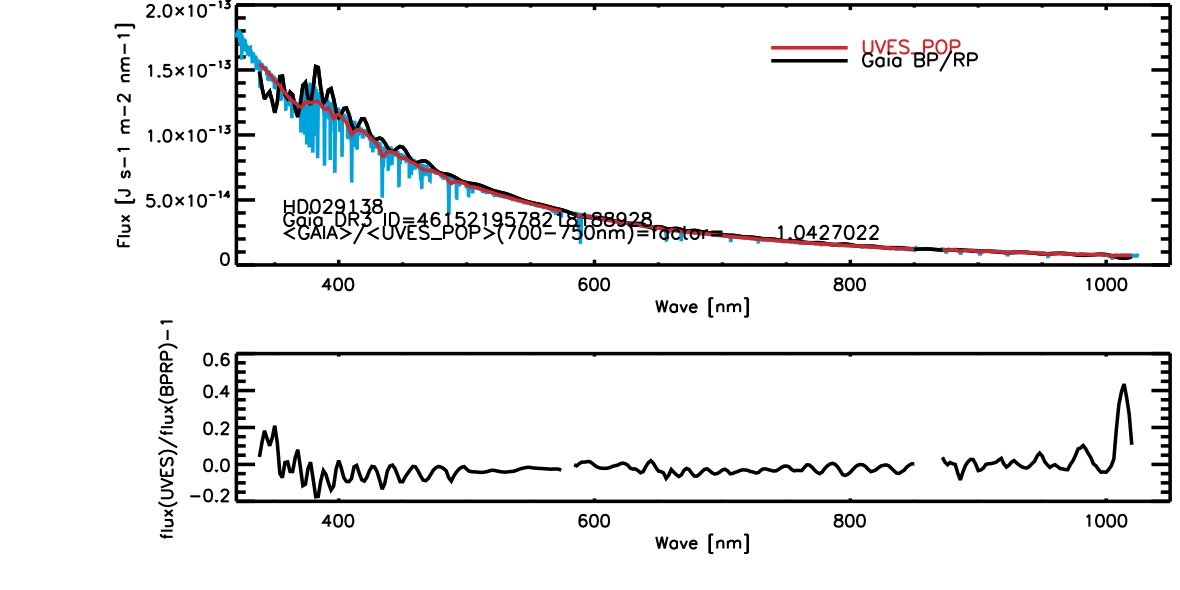 2.0×10−13
1.5×10−13
1.0×10−13
5.0×10−14
0
Flux [J s−1 m−2 nm−1]
UVES_POP
Gaia BP/RP
HD029138
Gaia DR3 ID=4615219578218188928
<GAIA>/<UVES_POP>(700−750nm)=factor= 1.0427022
400 600 800 1000
Wave [nm]
flux(UVES)/flux(BPRP)−1
0.6
0.4
0.2
0.0
−0.2
400 600 800 1000
Wave [nm]